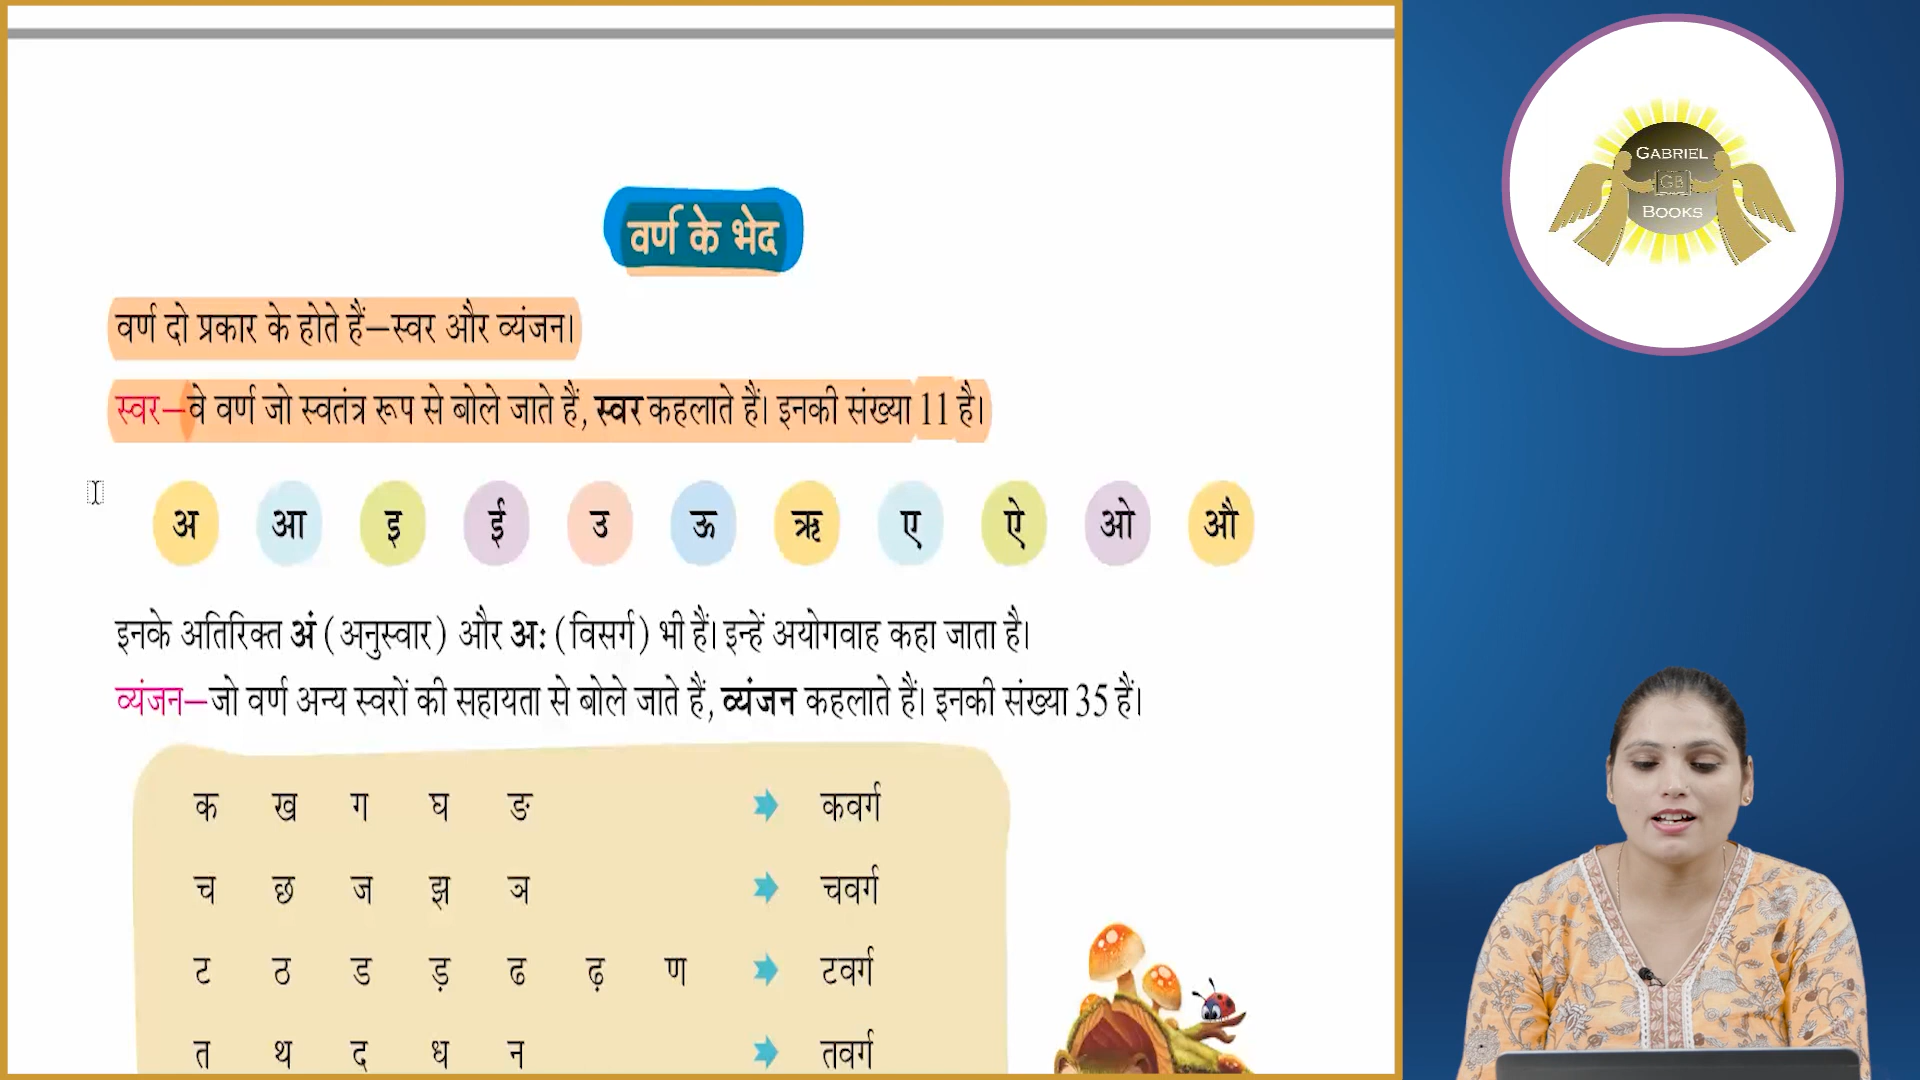 वर्ण के भेद
वर्ण दो प्रकार के होते हैं–स्वर और व्यंजन।
स्वर–वे वर्ण जो स्वतंत्र रूप से बोले जाते हैं, स्वर कहलाते हैं। इनकी संख्या 11 है।
अ आ इ ई उ ऊ ऋ ए ऐ ओ औ
इनके अतिरिक्त अं (अनुस्वार) और अः (विसर्ग) भी हैं। इन्हें अयोगवाह कहा जाता है।
व्यंजन–जो वर्ण अन्य स्वरों की सहायता से बोले जाते हैं, व्यंजन कहलाते हैं। इनकी संख्या 35 हैं।
क ख ग घ ङ कवर्ग
च छ ज झ ञ चवर्ग
ट ठ ड ड़ ढ ढ़ ण टवर्ग
त थ द ध न तवर्ग
GABRIEL
GB
BOOKS